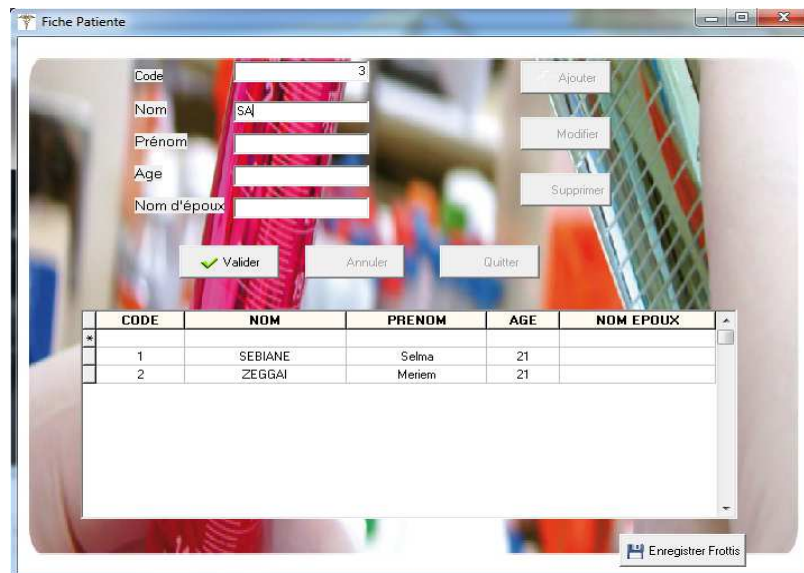 Fiche Patiente
Code 3 Ajouter
Nom SA
Prénom Modifier
Age
Nom d'époux Supprimer
Valider Annuler Quitter
CODE NOM PRENOM AGE NOM EPOUX
*
1 SEBIANE Selma 21
2 ZEGGAI Meriem 21
Enregistrer Frottis